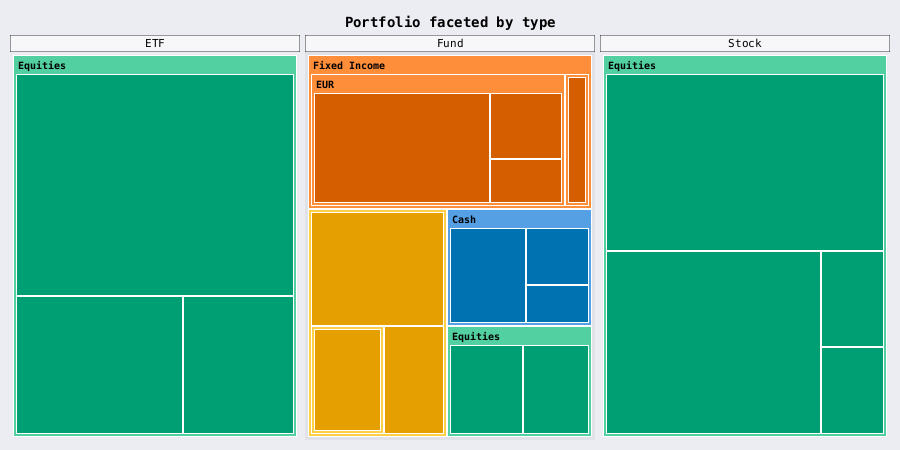 Portfolio faceted by type
ETF
Fund
Stock
Equities
Fixed Income
EUR
Cash
Equities
Equities